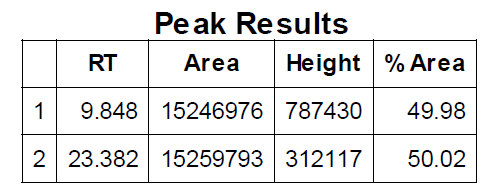 Peak Results
RT Area Height % Area
1 9.848 15246976 787430 49.98
2 23.382 15259793 312117 50.02